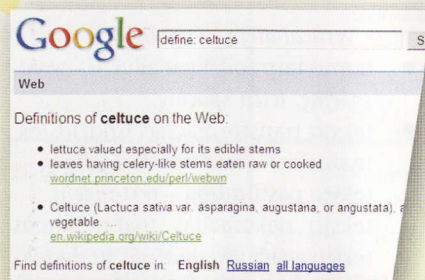 Google define: celtuce S
Web
Definitions of celtuce on the Web:
• lettuce valued especially for its edible stems
• leaves having celery-like stems eaten raw or cooked
wordnet.princeton.edu/perl/webwn
• Celtuce (Lactuca sativa var. asparagina, augustana, or angustata), a
vegetable. ...
en.wikipedia.org/wiki/Celtuce
Find definitions of celtuce in: English Russian all languages